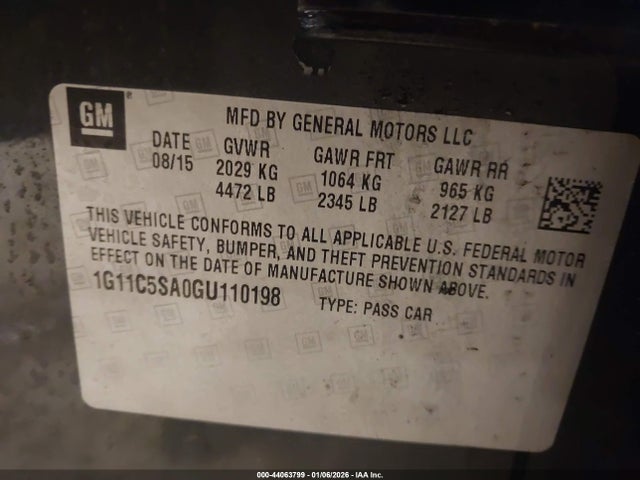 GM
MFD BY GENERAL MOTORS LLC
DATE GVWR GAWR FRT GAWR RR
08/15 2029 KG 1064 KG 965 KG
4472 LB 2345 LB 2127 LB
THIS VEHICLE CONFORMS TO ALL APPLICABLE U.S. FEDERAL MOTOR
VEHICLE SAFETY, BUMPER, AND THEFT PREVENTION STANDARDS IN
EFFECT ON THE DATE OF MANUFACTURE SHOWN ABOVE.
1G11C5SA0GU110198 TYPE: PASS CAR
000-44063799 - 01/06/2026 - IAA Inc.